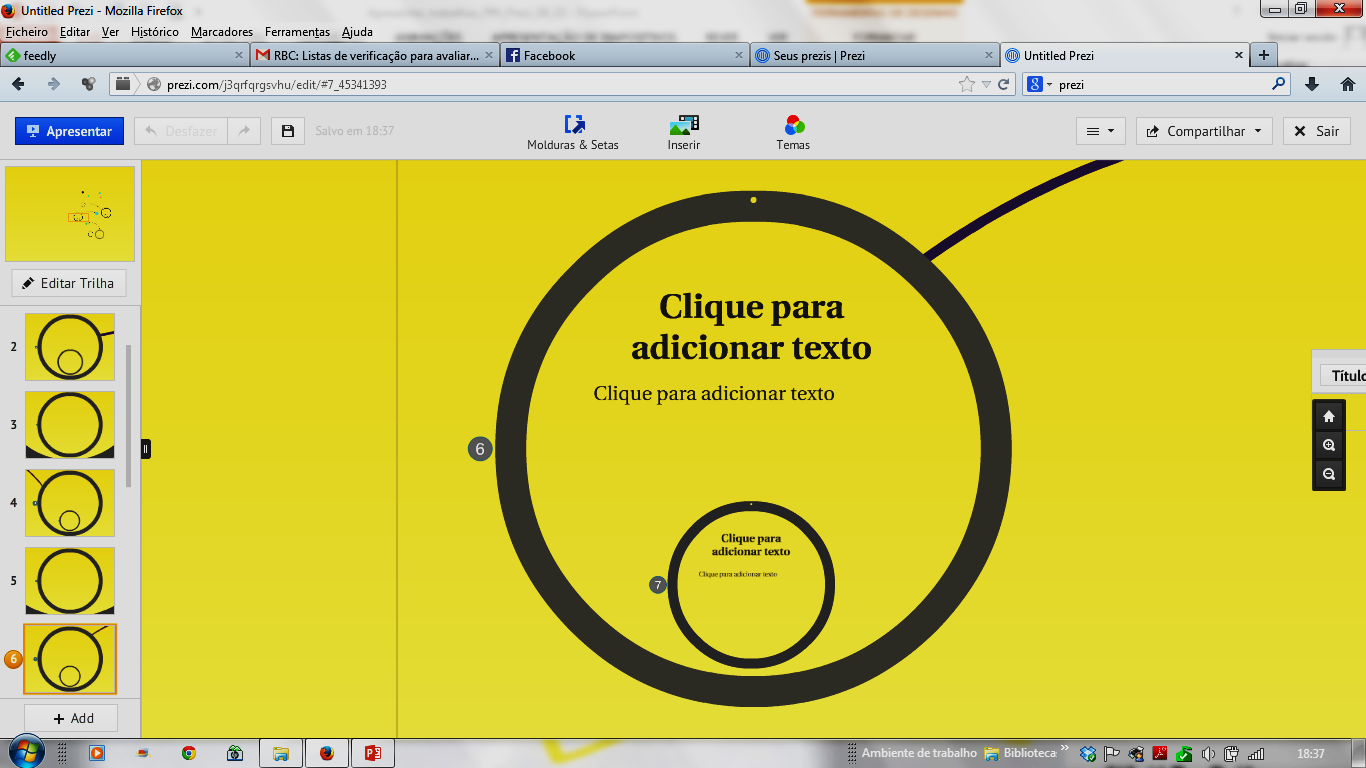 Untitled Prezi - Mozilla Firefox
Ficheiro Editar Ver Histórico Marcadores Ferramentas Ajuda
feedly
RBC: Listas de verificação para avaliar...
Facebook
Seus prezis | Prezi
Untitled Prezi
prezi.com/j3qrfqrgsvhu/edit/#7_45341393
prezi
Apresentar
Desfazer
Salvo em 18:37
Molduras & Setas
Inserir
Temas
Compartilhar
Sair
Editar Trilha
2
3
4
5
6
Add
Clique para
adicionar texto
Clique para adicionar texto
6
Clique para
adicionar texto
Clique para adicionar texto
7
Título
Ambiente de trabalho
Biblioteca
18:37